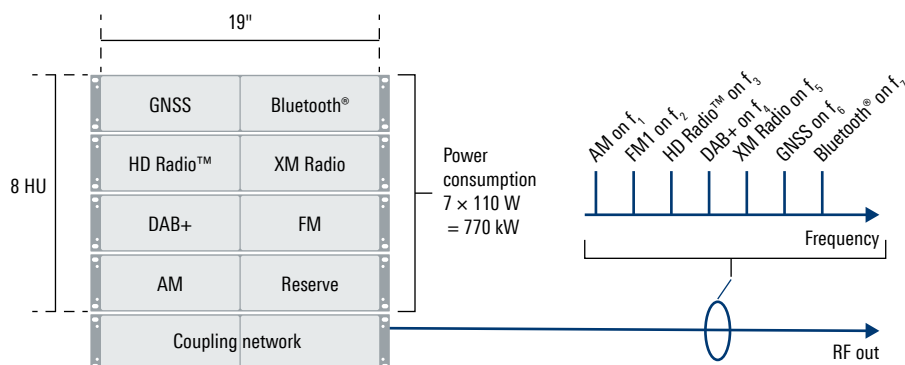 19"
GNSS
Bluetooth®
HD Radio™
XM Radio
8 HU
DAB+
FM
AM
Reserve
Coupling network
Power
consumption
7 × 110 W
= 770 kW
AM on f₁
FM1 on f₂
HD Radio™ on f₃
DAB+ on f₄
XM Radio on f₅
GNSS on f₆
Bluetooth® on f₇
Frequency
RF out